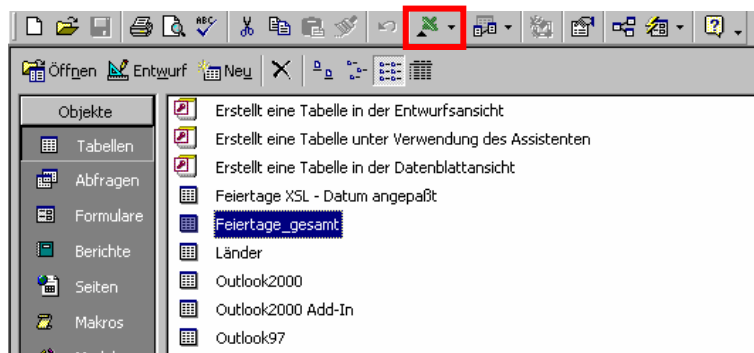 ABC
Öffnen Entwurf Neu
Objekte
Tabellen
Abfragen
Formulare
Berichte
Seiten
Makros
Erstellt eine Tabelle in der Entwurfsansicht
Erstellt eine Tabelle unter Verwendung des Assistenten
Erstellt eine Tabelle in der Datenblattansicht
Feiertage XSL - Datum angepaßt
Feiertage_gesamt
Länder
Outlook2000
Outlook2000 Add-In
Outlook97